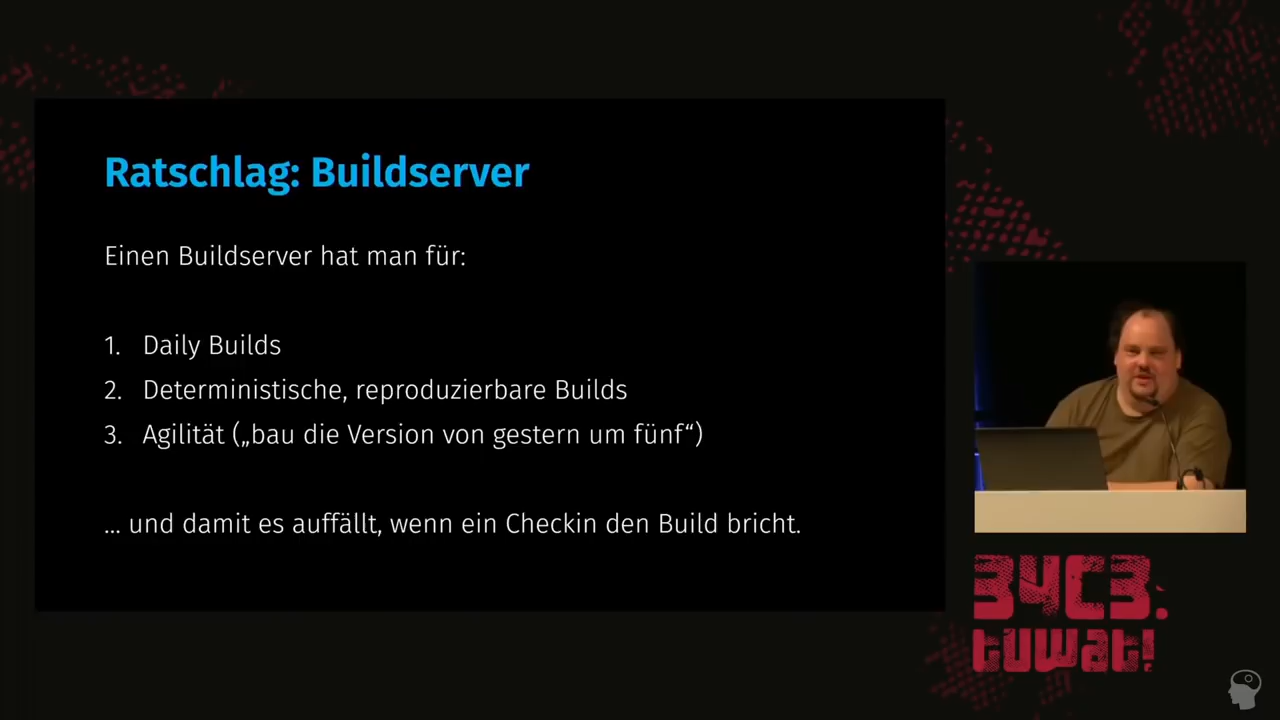 Ratschlag: Buildserver
Einen Buildserver hat man für:
1. Daily Builds
2. Deterministische, reproduzierbare Builds
3. Agilität („bau die Version von gestern um fünf“)
... und damit es auffällt, wenn ein Checkin den Build bricht.
34C3.
tuwat!